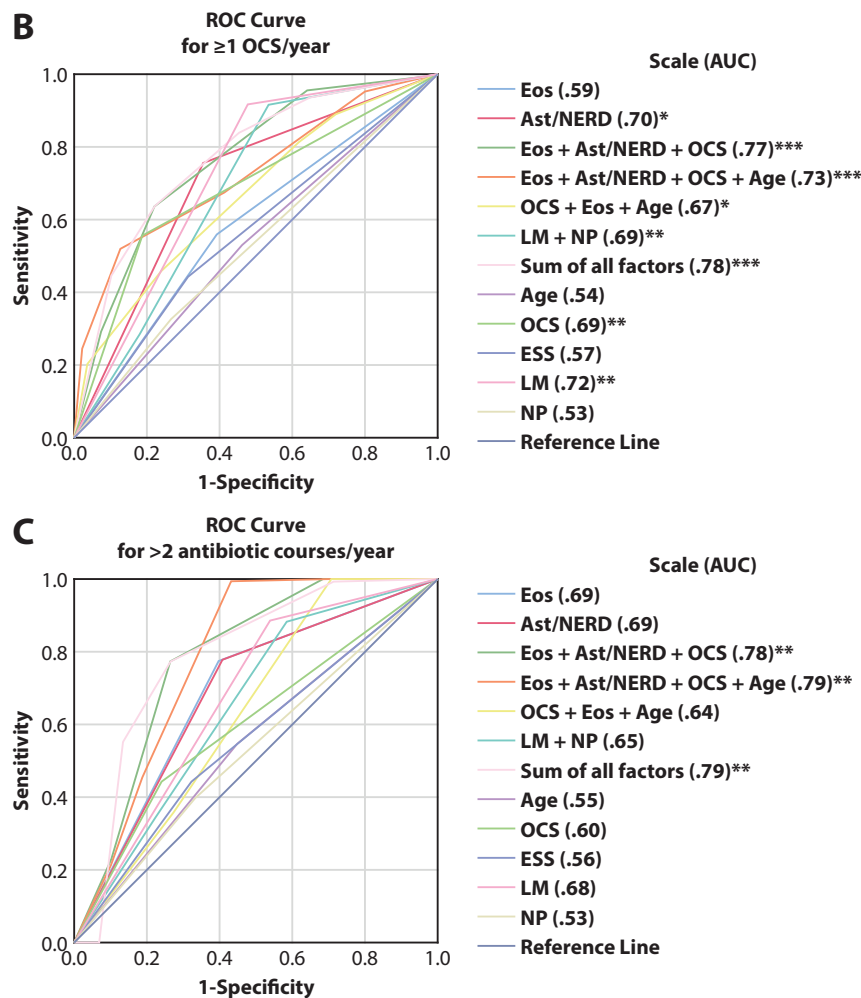 B
ROC Curve
for ≥1 OCS/year
Scale (AUC)
1.0
0.8
0.6
0.4
0.2
0.0
Sensitivity
0.0 0.2 0.4 0.6 0.8 1.0
1-Specificity
Eos (.59)
Ast/NERD (.70)*
Eos + Ast/NERD + OCS (.77)***
Eos + Ast/NERD + OCS + Age (.73)***
OCS + Eos + Age (.67)*
LM + NP (.69)**
Sum of all factors (.78)***
Age (.54)
OCS (.69)**
ESS (.57)
LM (.72)**
NP (.53)
Reference Line
C
ROC Curve
for >2 antibiotic courses/year
Scale (AUC)
1.0
0.8
0.6
0.4
0.2
0.0
Sensitivity
0.0 0.2 0.4 0.6 0.8 1.0
1-Specificity
Eos (.69)
Ast/NERD (.69)
Eos + Ast/NERD + OCS (.78)**
Eos + Ast/NERD + OCS + Age (.79)**
OCS + Eos + Age (.64)
LM + NP (.65)
Sum of all factors (.79)**
Age (.55)
OCS (.60)
ESS (.56)
LM (.68)
NP (.53)
Reference Line